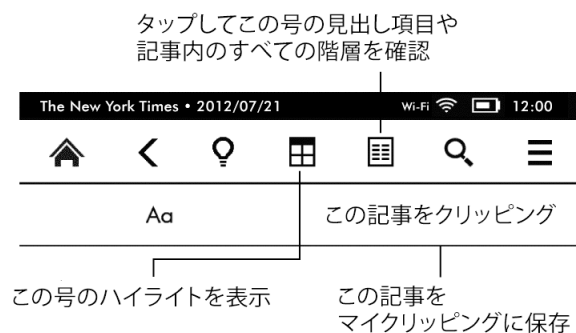 タップしてこの号の見出し項目や
記事内のすべての階層を確認
The New York Times • 2012/07/21 Wi-Fi 12:00
Aa この記事をクリッピング
この号のハイライトを表示
この記事を
マイクリッピングに保存